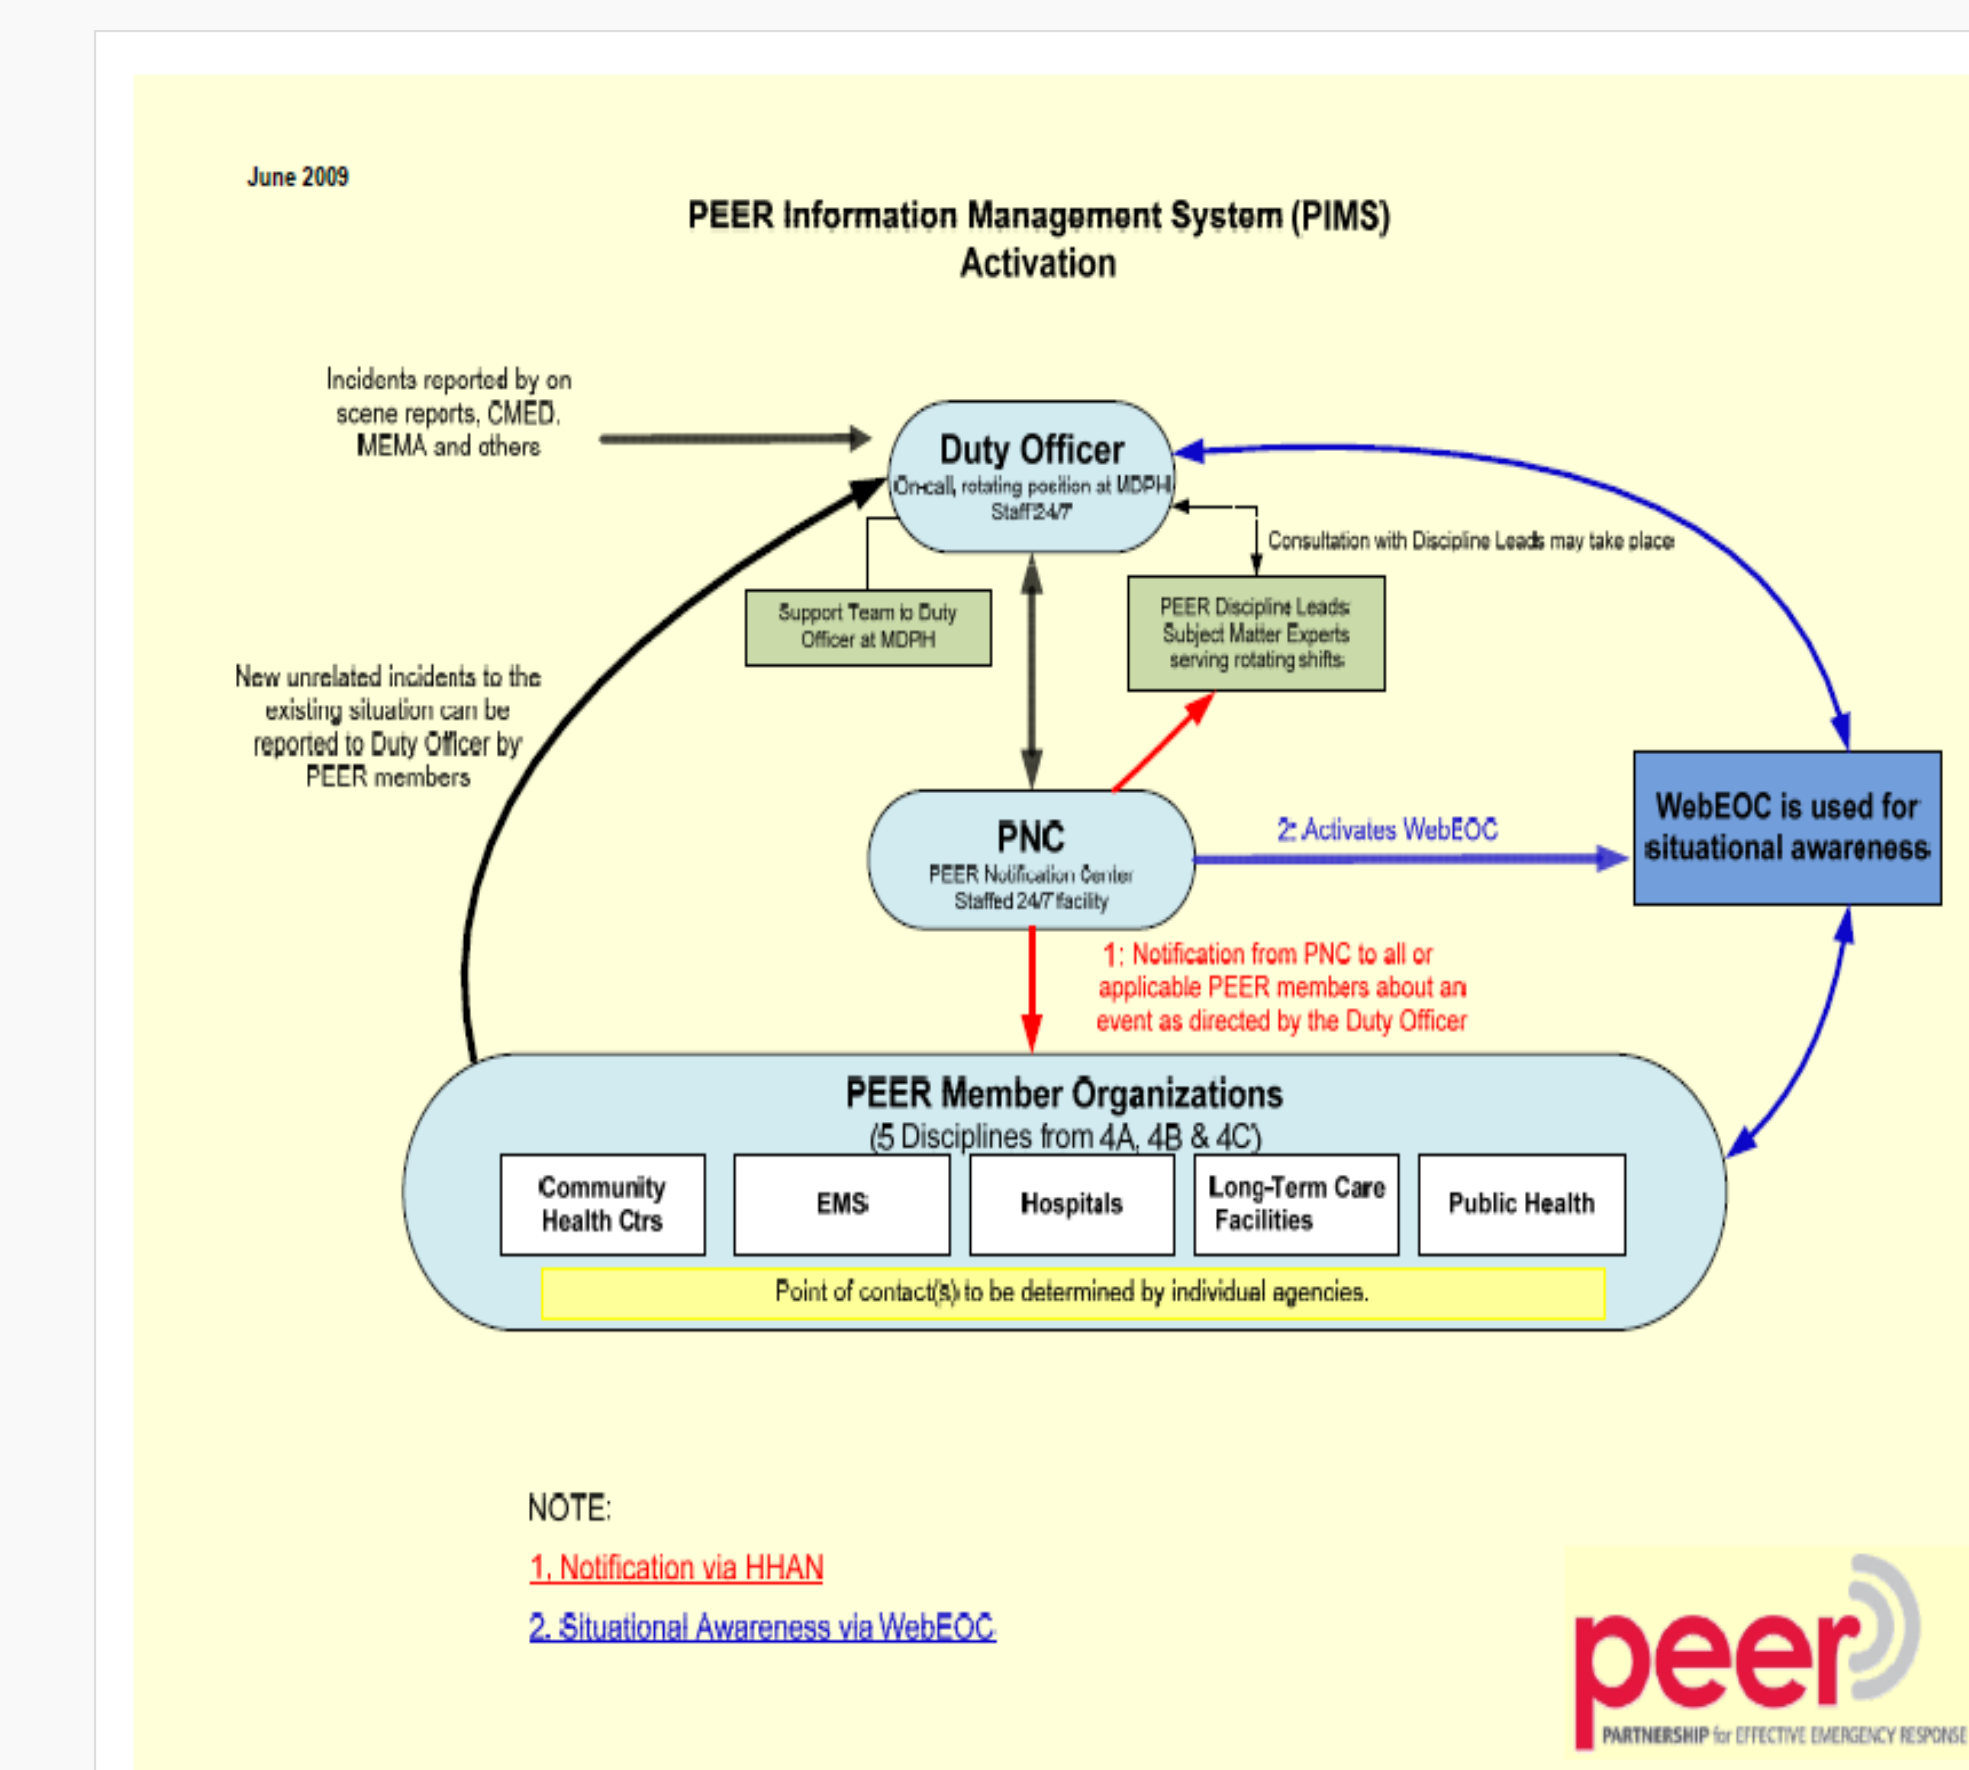 June 2009
PEER Information Management System (PIMS)
Activation
Incidents reported by on
scene reports, CMED,
MEMA and others
Duty Officer
On-call, rotating position at MDPH
Staff 24/7
Consultation with Discipline Leads may take place
Support Team to Duty
Officer at MDPH
PEER Discipline Leads:
Subject Matter Experts
serving rotating shifts
New unrelated incidents to the
existing situation can be
reported to Duty Officer by
PEER members
PNC
PEER Notification Center
Staffed 24/7 facility
2: Activates WebEOC
WebEOC is used for
situational awareness
1: Notification from PNC to all or
applicable PEER members about an
event as directed by the Duty Officer
PEER Member Organizations
(5 Disciplines from 4A, 4B & 4C)
Community
Health Ctrs
EMS
Hospitals
Long-Term Care
Facilities
Public Health
Point of contact(s) to be determined by individual agencies.
NOTE:
1. Notification via HHAN
2. Situational Awareness via WebEOC
peer
PARTNERSHIP for EFFECTIVE EMERGENCY RESPONSE